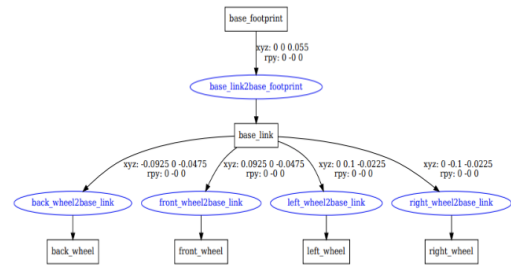 base_footprint
xyz: 0 0 0.055
rpy: 0 -0 0
base_link2base_footprint
base_link
xyz: -0.0925 0 -0.0475
rpy: 0 -0 0
xyz: 0.0925 0 -0.0475
rpy: 0 -0 0
xyz: 0 0.1 -0.0225
rpy: 0 -0 0
xyz: 0 -0.1 -0.0225
rpy: 0 -0 0
back_wheel2base_link
front_wheel2base_link
left_wheel2base_link
right_wheel2base_link
back_wheel
front_wheel
left_wheel
right_wheel